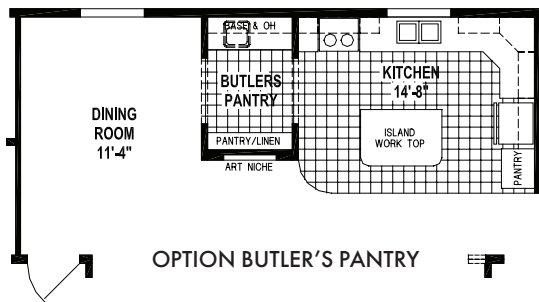 BASE & OH
BUTLERS
PANTRY
KITCHEN
14'-8"
DINING
ROOM
11'-4"
ISLAND
WORK TOP
PANTRY/LINEN
PANTRY
ART NICHE
OPTION BUTLER'S PANTRY